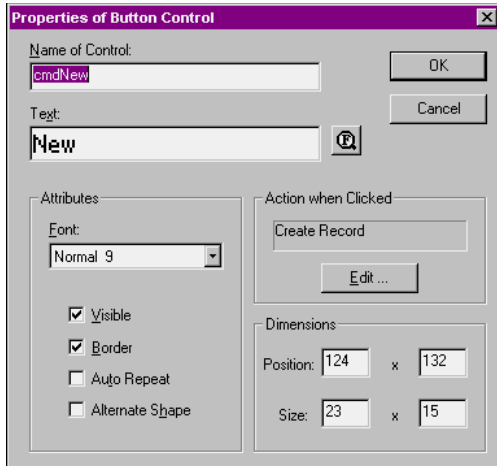 Properties of Button Control
Name of Control:
cmdNew
OK
Cancel
Text:
New
F
Attributes
Font:
Normal 9
Visible
Border
Auto Repeat
Alternate Shape
Action when Clicked
Create Record
Edit ...
Dimensions
Position: 124 x 132
Size: 23 x 15